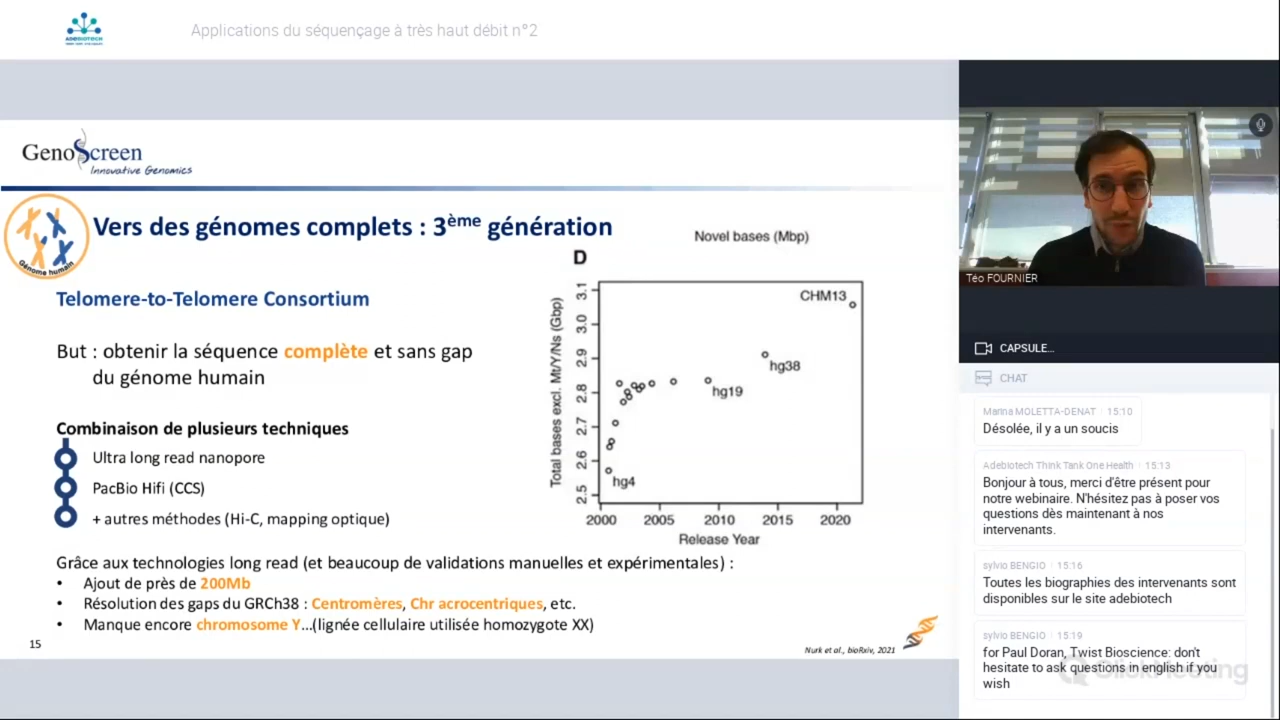 ADEBIOTECH
Applications du séquençage à très haut débit n°2
GenoScreen
Innovative Genomics
Génome humain
Vers des génomes complets : 3ème génération
Telomere-to-Telomere Consortium
But : obtenir la séquence complète et sans gap
du génome humain
Combinaison de plusieurs techniques
Ultra long read nanopore
PacBio Hifi (CCS)
+ autres méthodes (Hi-C, mapping optique)
Novel bases (Mbp)
D
Total bases excl. Mt/Y/Ns (Gbp)
3.1
3.0
2.9
2.8
2.7
2.6
2.5
CHM13
hg38
hg19
hg4
2000
2005
2010
2015
2020
Release Year
Grâce aux technologies long read (et beaucoup de validations manuelles et expérimentales) :
• Ajout de près de 200Mb
• Résolution des gaps du GRCh38 : Centromères, Chr acrocentriques, etc.
• Manque encore chromosome Y...(lignée cellulaire utilisée homozygote XX)
15
Nurk et al., bioRxiv, 2021
Téo FOURNIER
CAPSULE...
CHAT
Marina MOLETTA-DENAT 15:10
Désolée, il y a un soucis
Adebiotech Think Tank One Health 15:13
Bonjour à tous, merci d'être présent pour
notre webinaire. N'hésitez pas à poser vos
questions dès maintenant à nos
intervenants.
sylvio BENGIO 15:16
Toutes les biographies des intervenants sont
disponibles sur le site adebiotech
sylvio BENGIO 15:19
for Paul Doran, Twist Bioscience: don't
hesitate to ask questions in english if you
wish
ClickMeeting